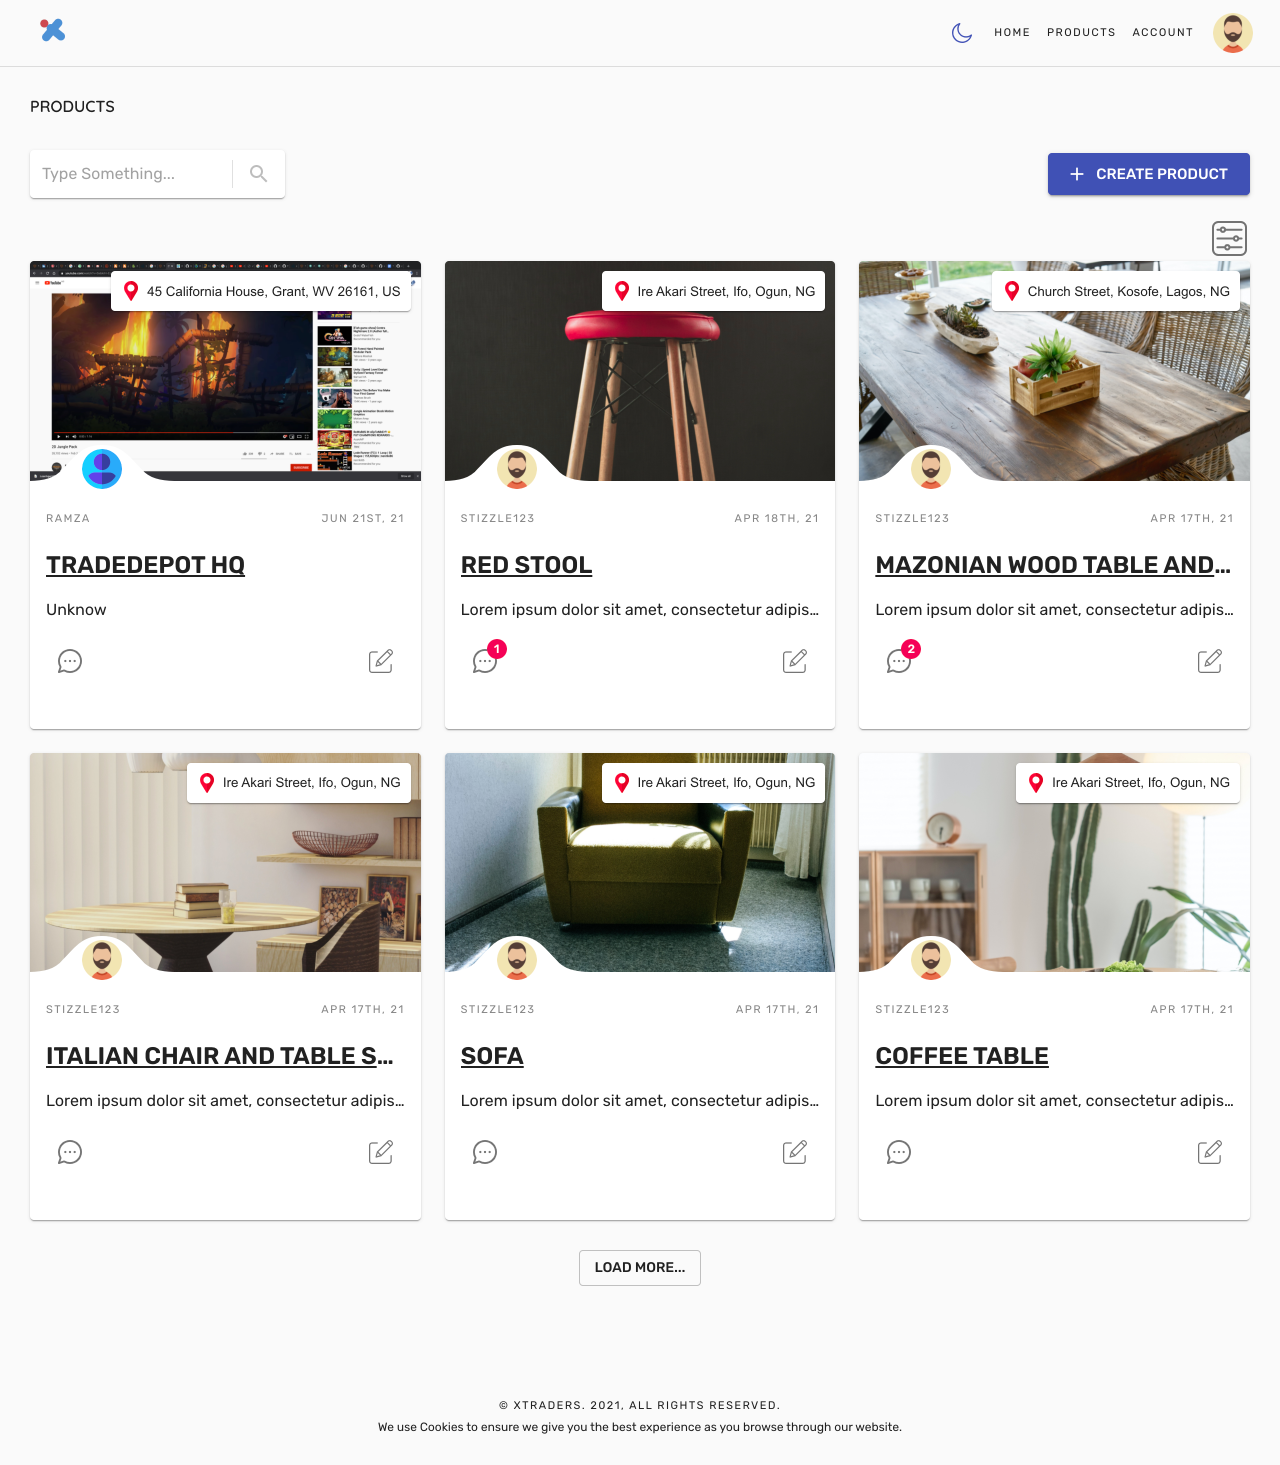 HOME PRODUCTS ACCOUNT
PRODUCTS
Type Something...
CREATE PRODUCT
45 California House, Grant, WV 26161, US
RAMZA JUN 21ST, 21
TRADEDEPOT HQ
Unknow
Ire Akari Street, Ifo, Ogun, NG
STIZZLE123 APR 18TH, 21
RED STOOL
Lorem ipsum dolor sit amet, consectetur adipis...
1
Church Street, Kosofe, Lagos, NG
STIZZLE123 APR 17TH, 21
MAZONIAN WOOD TABLE AND...
Lorem ipsum dolor sit amet, consectetur adipis...
2
Ire Akari Street, Ifo, Ogun, NG
STIZZLE123 APR 17TH, 21
ITALIAN CHAIR AND TABLE S...
Lorem ipsum dolor sit amet, consectetur adipis...
Ire Akari Street, Ifo, Ogun, NG
STIZZLE123 APR 17TH, 21
SOFA
Lorem ipsum dolor sit amet, consectetur adipis...
Ire Akari Street, Ifo, Ogun, NG
STIZZLE123 APR 17TH, 21
COFFEE TABLE
Lorem ipsum dolor sit amet, consectetur adipis...
LOAD MORE...
© XTRADERS. 2021, ALL RIGHTS RESERVED.
We use Cookies to ensure we give you the best experience as you browse through our website.